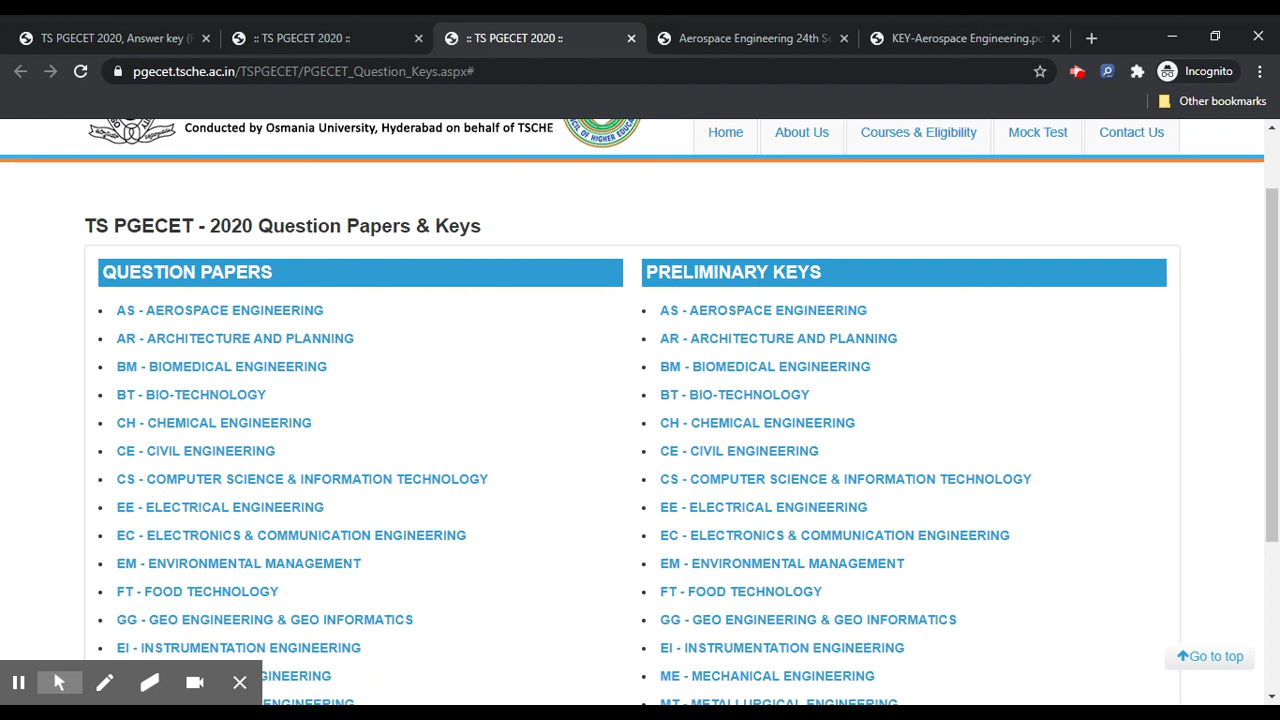 TS PGECET 2020, Answer key (
:: TS PGECET 2020 ::
:: TS PGECET 2020 ::
Aerospace Engineering 24th S
KEY-Aerospace Engineering.p
pgecet.tsche.ac.in/TSPGECET/PGECET_Question_Keys.aspx#
Incognito
Other bookmarks
Conducted by Osmania University, Hyderabad on behalf of TSCHE
Home
About Us
Courses & Eligibility
Mock Test
Contact Us
TS PGECET - 2020 Question Papers & Keys
QUESTION PAPERS
AS - AEROSPACE ENGINEERING
AR - ARCHITECTURE AND PLANNING
BM - BIOMEDICAL ENGINEERING
BT - BIO-TECHNOLOGY
CH - CHEMICAL ENGINEERING
CE - CIVIL ENGINEERING
CS - COMPUTER SCIENCE & INFORMATION TECHNOLOGY
EE - ELECTRICAL ENGINEERING
EC - ELECTRONICS & COMMUNICATION ENGINEERING
EM - ENVIRONMENTAL MANAGEMENT
FT - FOOD TECHNOLOGY
GG - GEO ENGINEERING & GEO INFORMATICS
EI - INSTRUMENTATION ENGINEERING
GINEERING
ENGINEERING
PRELIMINARY KEYS
AS - AEROSPACE ENGINEERING
AR - ARCHITECTURE AND PLANNING
BM - BIOMEDICAL ENGINEERING
BT - BIO-TECHNOLOGY
CH - CHEMICAL ENGINEERING
CE - CIVIL ENGINEERING
CS - COMPUTER SCIENCE & INFORMATION TECHNOLOGY
EE - ELECTRICAL ENGINEERING
EC - ELECTRONICS & COMMUNICATION ENGINEERING
EM - ENVIRONMENTAL MANAGEMENT
FT - FOOD TECHNOLOGY
GG - GEO ENGINEERING & GEO INFORMATICS
EI - INSTRUMENTATION ENGINEERING
ME - MECHANICAL ENGINEERING
MT - METALLURGICAL ENGINEERING
Go to top